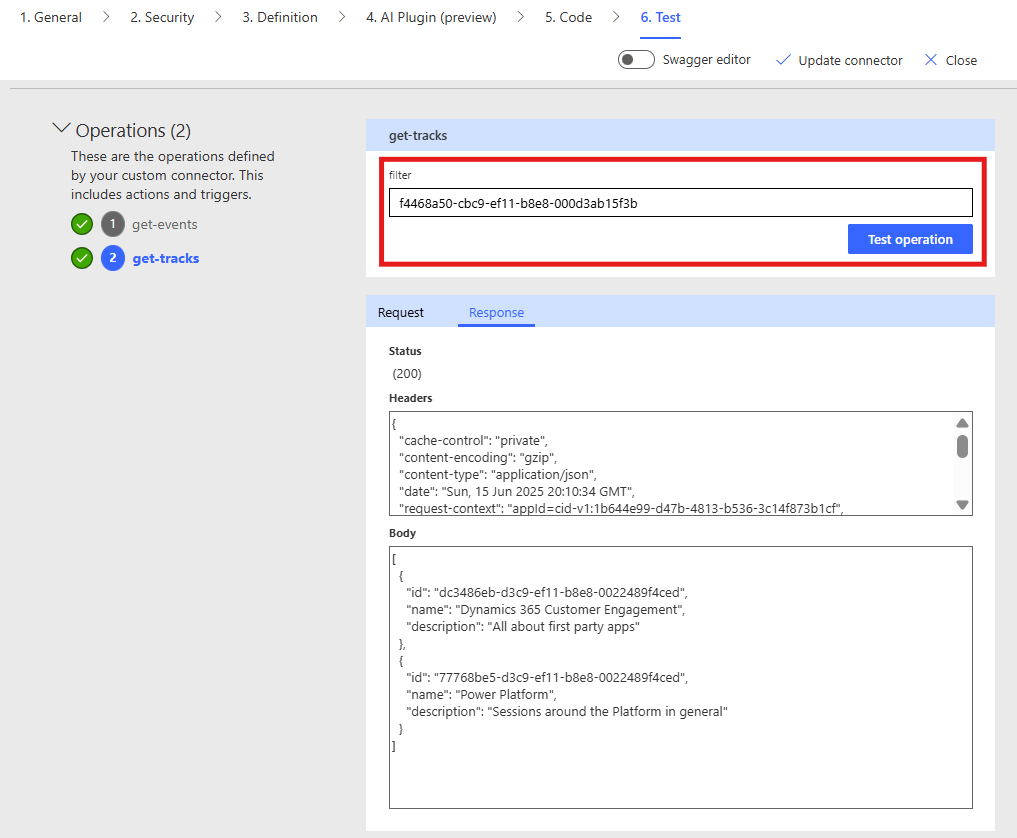 1. General > 2. Security > 3. Definition > 4. AI Plugin (preview) > 5. Code > 6. Test
Swagger editor Update connector Close
Operations (2)
These are the operations defined
by your custom connector. This
includes actions and triggers.
1 get-events
2 get-tracks
get-tracks
filter
f4468a50-cbc9-ef11-b8e8-000d3ab15f3b
Test operation
Request Response
Status
(200)
Headers
{
"cache-control": "private",
"content-encoding": "gzip",
"content-type": "application/json",
"date": "Sun, 15 Jun 2025 20:10:34 GMT",
"request-context": "appId=cid-v1:1b644e99-d47b-4813-b536-3c14f873b1cf",
Body
[
{
"id": "dc3486eb-d3c9-ef11-b8e8-0022489f4ced",
"name": "Dynamics 365 Customer Engagement",
"description": "All about first party apps"
},
{
"id": "77768be5-d3c9-ef11-b8e8-0022489f4ced",
"name": "Power Platform",
"description": "Sessions around the Platform in general"
}
]